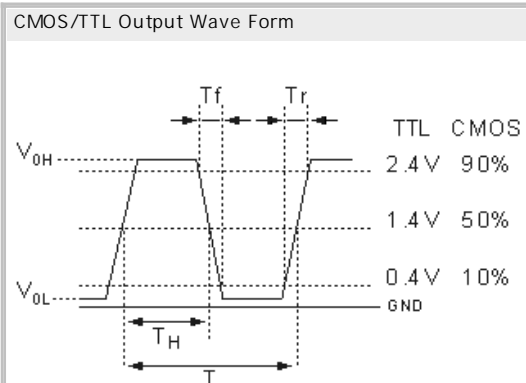 CMOS/TTL Output Wave Form
Tf Tr
TTL CMOS
V0H 2.4V 90%
1.4V 50%
0.4V 10%
V0L GND
TH
T